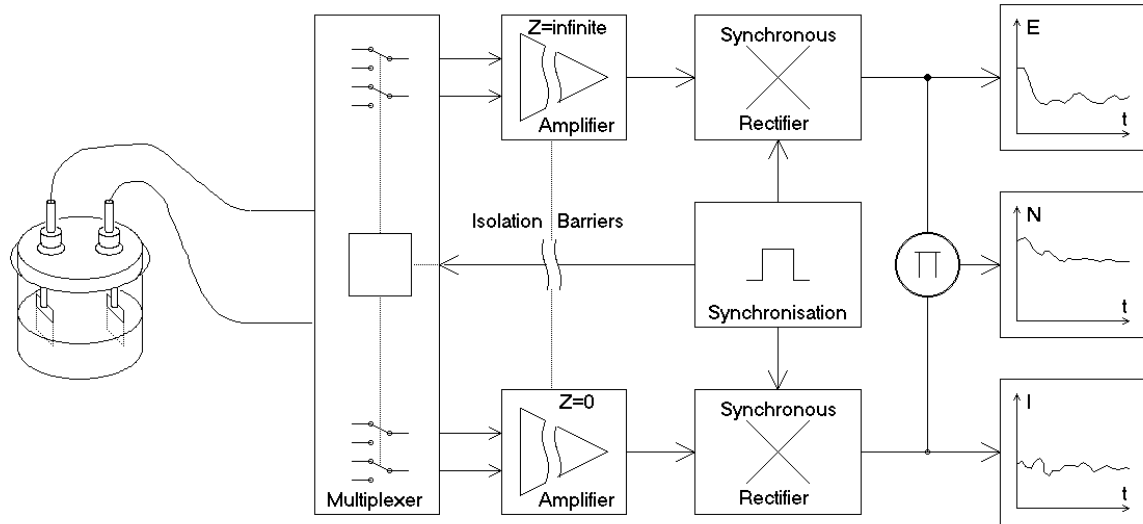 Z=infinite
Amplifier
Synchronous
Rectifier
E
t
Isolation Barriers
Synchronisation
N
t
Multiplexer
Z=0
Amplifier
Synchronous
Rectifier
I
t